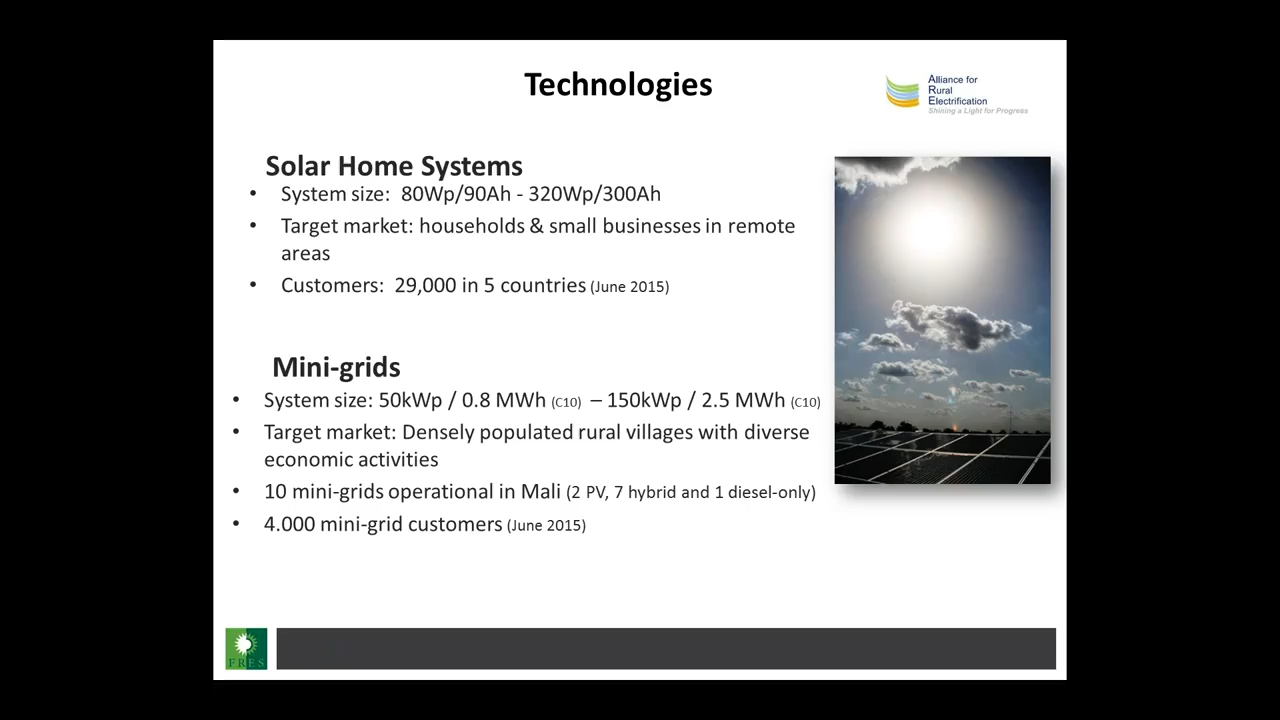 Technologies
Alliance for
Rural
Electrification
Shining a Light for Progress
Solar Home Systems
• System size:  80Wp/90Ah - 320Wp/300Ah
• Target market: households & small businesses in remote
areas
• Customers:  29,000 in 5 countries (June 2015)
Mini-grids
• System size: 50kWp / 0.8 MWh (C10)  – 150kWp / 2.5 MWh (C10)
• Target market: Densely populated rural villages with diverse
economic activities
• 10 mini-grids operational in Mali (2 PV, 7 hybrid and 1 diesel-only)
• 4.000 mini-grid customers (June 2015)
FRES